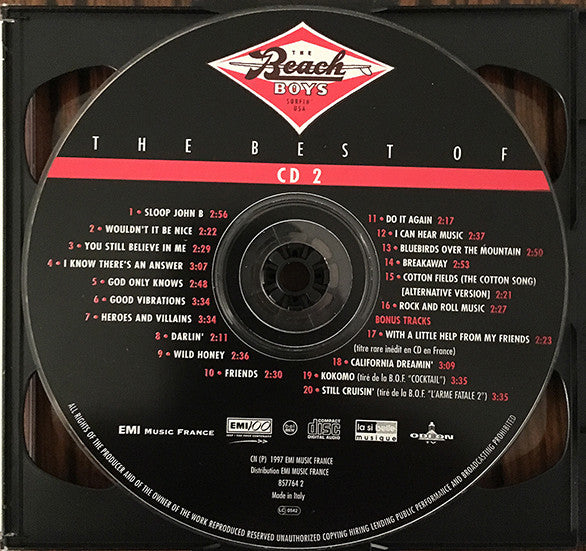 THE
Beach
BOYS
SURFIN'
USA
THE BEST OF
CD 2
1 • SLOOP JOHN B 2:56
2 • WOULDN'T IT BE NICE 2:22
3 • YOU STILL BELIEVE IN ME 2:29
4 • I KNOW THERE'S AN ANSWER 3:07
5 • GOD ONLY KNOWS 2:48
6 • GOOD VIBRATIONS 3:34
7 • HEROES AND VILLAINS 3:34
8 • DARLIN' 2:11
9 • WILD HONEY 2:36
10 • FRIENDS 2:30
11 • DO IT AGAIN 2:17
12 • I CAN HEAR MUSIC 2:37
13 • BLUEBIRDS OVER THE MOUNTAIN 2:50
14 • BREAKAWAY 2:53
15 • COTTON FIELDS (THE COTTON SONG)
(ALTERNATIVE VERSION) 2:21
16 • ROCK AND ROLL MUSIC 2:27
BONUS TRACKS
17 • WITH A LITTLE HELP FROM MY FRIENDS 2:23
(titre rare inédit en CD en France)
18 • CALIFORNIA DREAMIN' 3:09
19 • KOKOMO (tiré de la B.O.F. "COCKTAIL") 3:35
20 • STILL CRUISIN' (tiré de la B.O.F. "L'ARME FATALE 2") 3:35
EMI MUSIC FRANCE
EMI 100
COMPACT
disc
DIGITAL AUDIO
la si belle
musique
ODEON
CN (P) 1997 EMI MUSIC FRANCE
Distribution EMI MUSIC FRANCE
857764 2
Made in Italy
LC 0542
ALL RIGHTS OF THE PRODUCER AND OF THE OWNER OF THE WORK REPRODUCED RESERVED UNAUTHORIZED COPYING HIRING LENDING PUBLIC PERFORMANCE AND BROADCASTING PROHIBITED